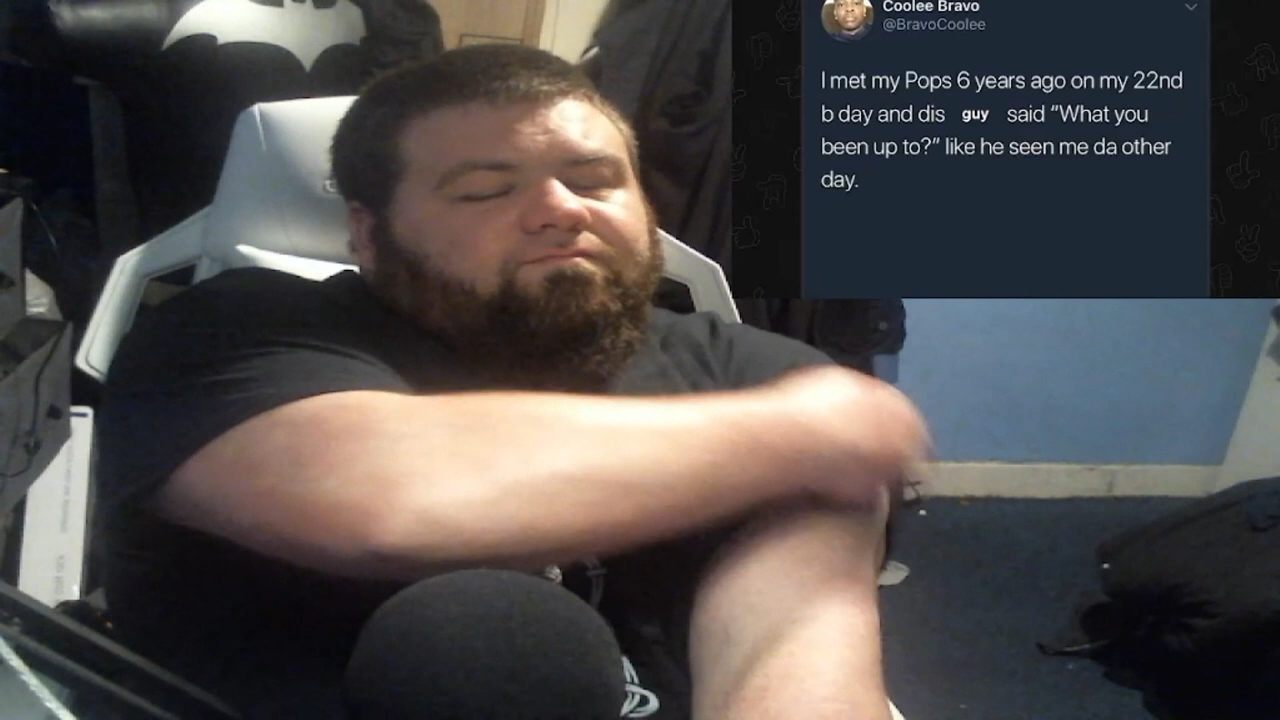 Coolee Bravo
@BravoCoolee
I met my Pops 6 years ago on my 22nd
b day and dis guy said “What you
been up to?” like he seen me da other
day.